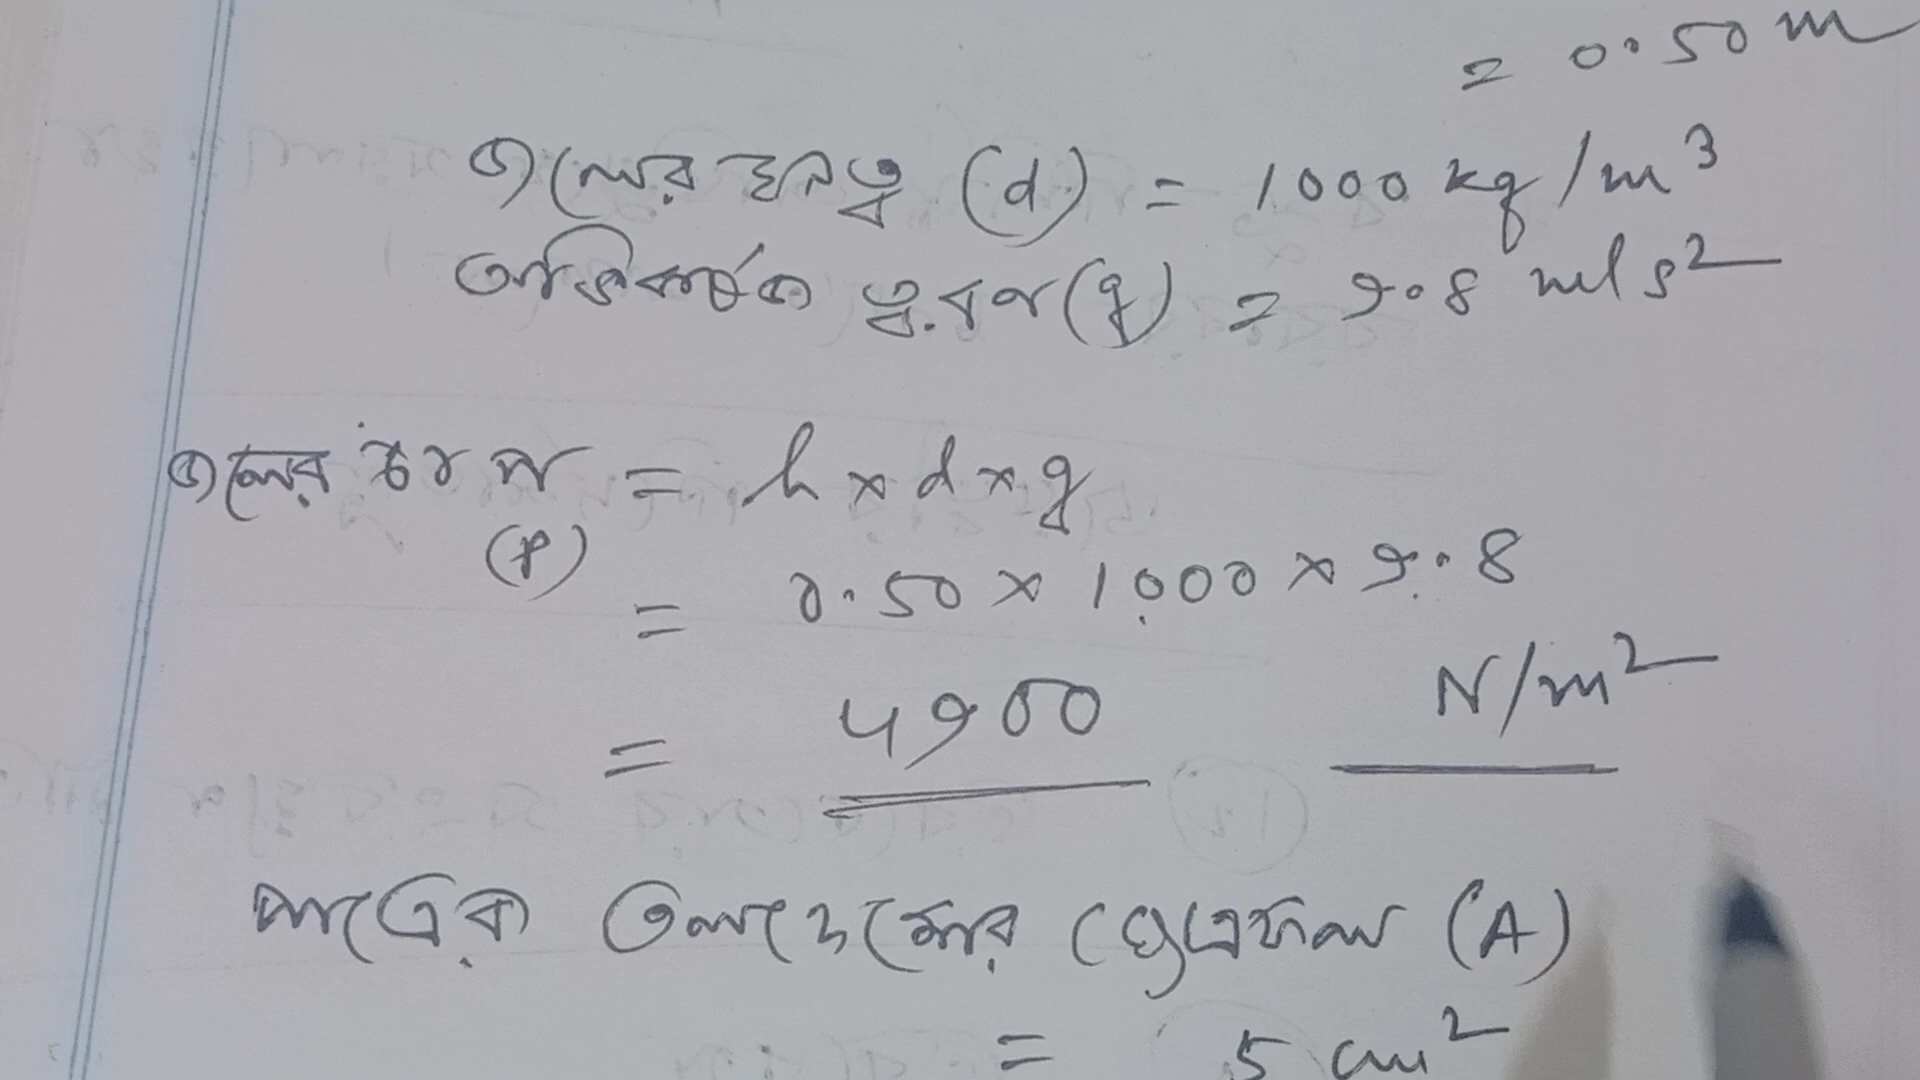 = 0.50 m
জলের ঘনত্ব (d) = 1000 kg/m³
অভিকর্ষজ ত্বরণ (g) = 9.8 m/s²
জলের চাপ = h × d × g
(P)
= 0.50 × 1000 × 9.8
= 4900 N/m²
পাত্রের তলদেশের ক্ষেত্রফল (A)
= 5 cm²